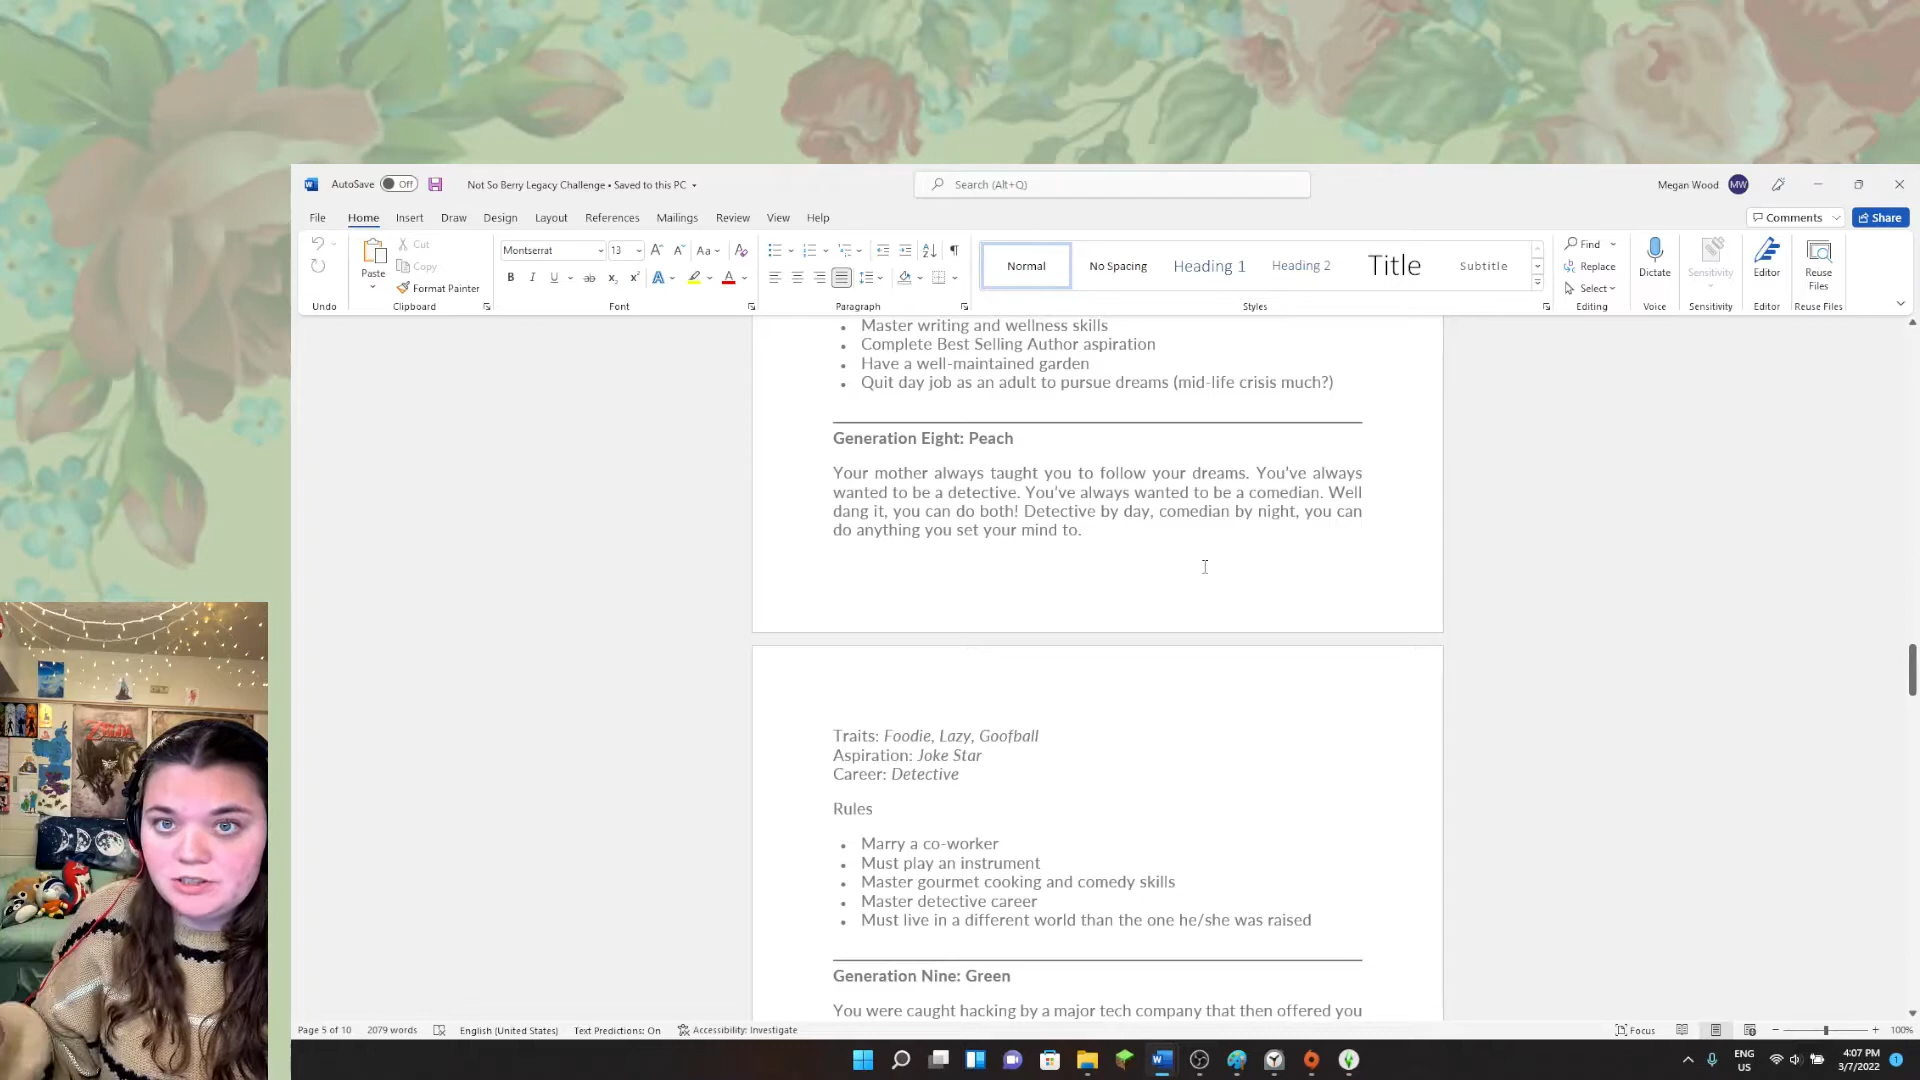 AutoSave Off Not So Berry Legacy Challenge • Saved to this PC Search (Alt+Q) Megan Wood MW
File Home Insert Draw Design Layout References Mailings Review View Help Comments Share
Cut
Copy
Format Painter
Paste
Montserrat 13
Aa
Normal No Spacing Heading 1 Heading 2 Title Subtitle
Find
Replace
Select
Dictate Sensitivity Editor Reuse Files
Undo Clipboard Font Paragraph Styles Editing Voice Sensitivity Editor Reuse Files
• Master writing and wellness skills
• Complete Best Selling Author aspiration
• Have a well-maintained garden
• Quit day job as an adult to pursue dreams (mid-life crisis much?)
Generation Eight: Peach
Your mother always taught you to follow your dreams. You've always
wanted to be a detective. You've always wanted to be a comedian. Well
dang it, you can do both! Detective by day, comedian by night, you can
do anything you set your mind to.
Traits: Foodie, Lazy, Goofball
Aspiration: Joke Star
Career: Detective
Rules
• Marry a co-worker
• Must play an instrument
• Master gourmet cooking and comedy skills
• Master detective career
• Must live in a different world than the one he/she was raised
Generation Nine: Green
You were caught hacking by a major tech company that then offered you
ZELDA
Page 5 of 10 2079 words English (United States) Text Predictions: On Accessibility: Investigate Focus 100%
ENG
US
4:07 PM
3/7/2022
1